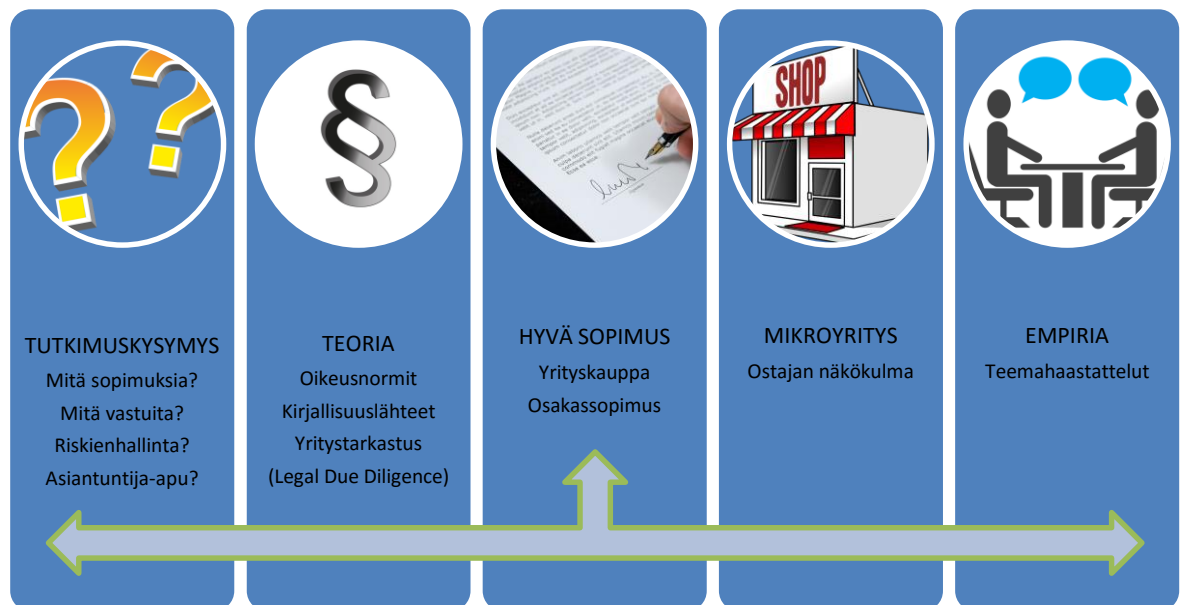 SHOP
TUTKIMUSKYSYMYS
Mitä sopimuksia?
Mitä vastuita?
Riskienhallinta?
Asiantuntija-apu?
§
TEORIA
Oikeusnormit
Kirjallisuuslähteet
Yritystarkastus
(Legal Due Diligence)
HYVÄ SOPIMUS
Yrityskauppa
Osakassopimus
MIKROYRITYS
Ostajan näkökulma
EMPIRIA
Teemahaastattelut